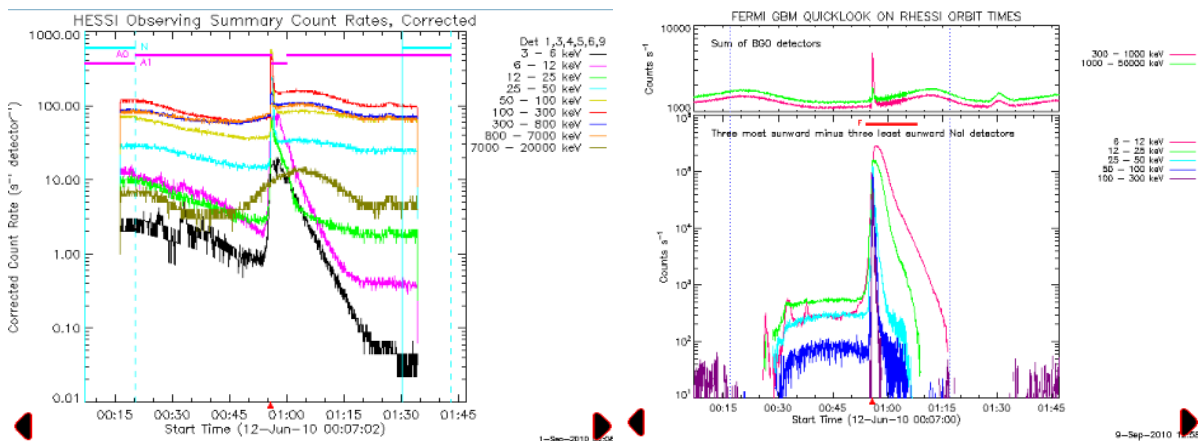 HESSI Observing Summary Count Rates, Corrected
1000.00
100.00
10.00
1.00
0.10
0.01
Corrected Count Rate (s⁻¹ detector⁻¹)
N
A0
A1
Det 1,3,4,5,6,9
3 - 6 keV
6 - 12 keV
12 - 25 keV
25 - 50 keV
50 - 100 keV
100 - 300 keV
300 - 800 keV
800 - 7000 keV
7000 - 20000 keV
00:15 00:30 00:45 01:00 01:15 01:30 01:45
Start Time (12-Jun-10 00:07:02)
FERMI GBM QUICKLOOK ON RHESSI ORBIT TIMES
Sum of BGO detectors
10000
1000
Counts s⁻¹
300 - 1000 keV
1000 - 50000 keV
F
Three most sunward minus three least sunward NaI detectors
10⁵
10⁴
10³
10²
10
Counts s⁻¹
6 - 12 keV
12 - 25 keV
25 - 50 keV
50 - 100 keV
100 - 300 keV
00:15 00:30 00:45 01:00 01:15 01:30 01:45
Start Time (12-Jun-10 00:07:00)
1-Sep-2010
9-Sep-2010